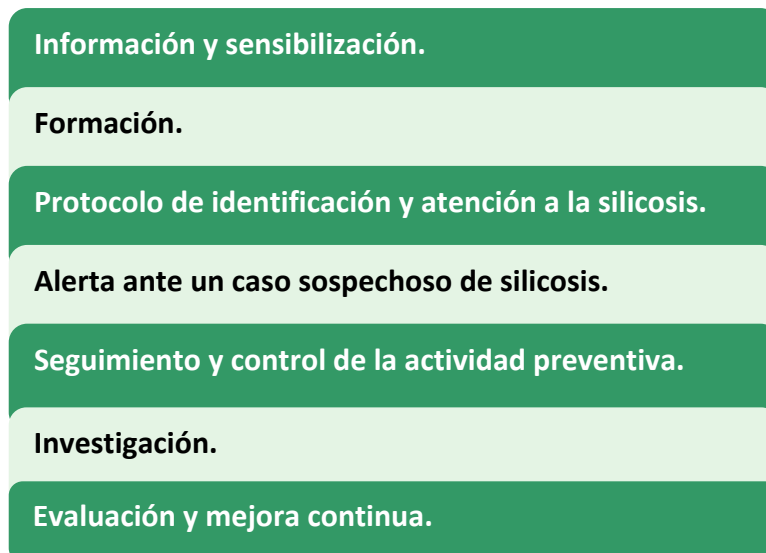 Información y sensibilización.
Formación.
Protocolo de identificación y atención a la silicosis.
Alerta ante un caso sospechoso de silicosis.
Seguimiento y control de la actividad preventiva.
Investigación.
Evaluación y mejora continua.